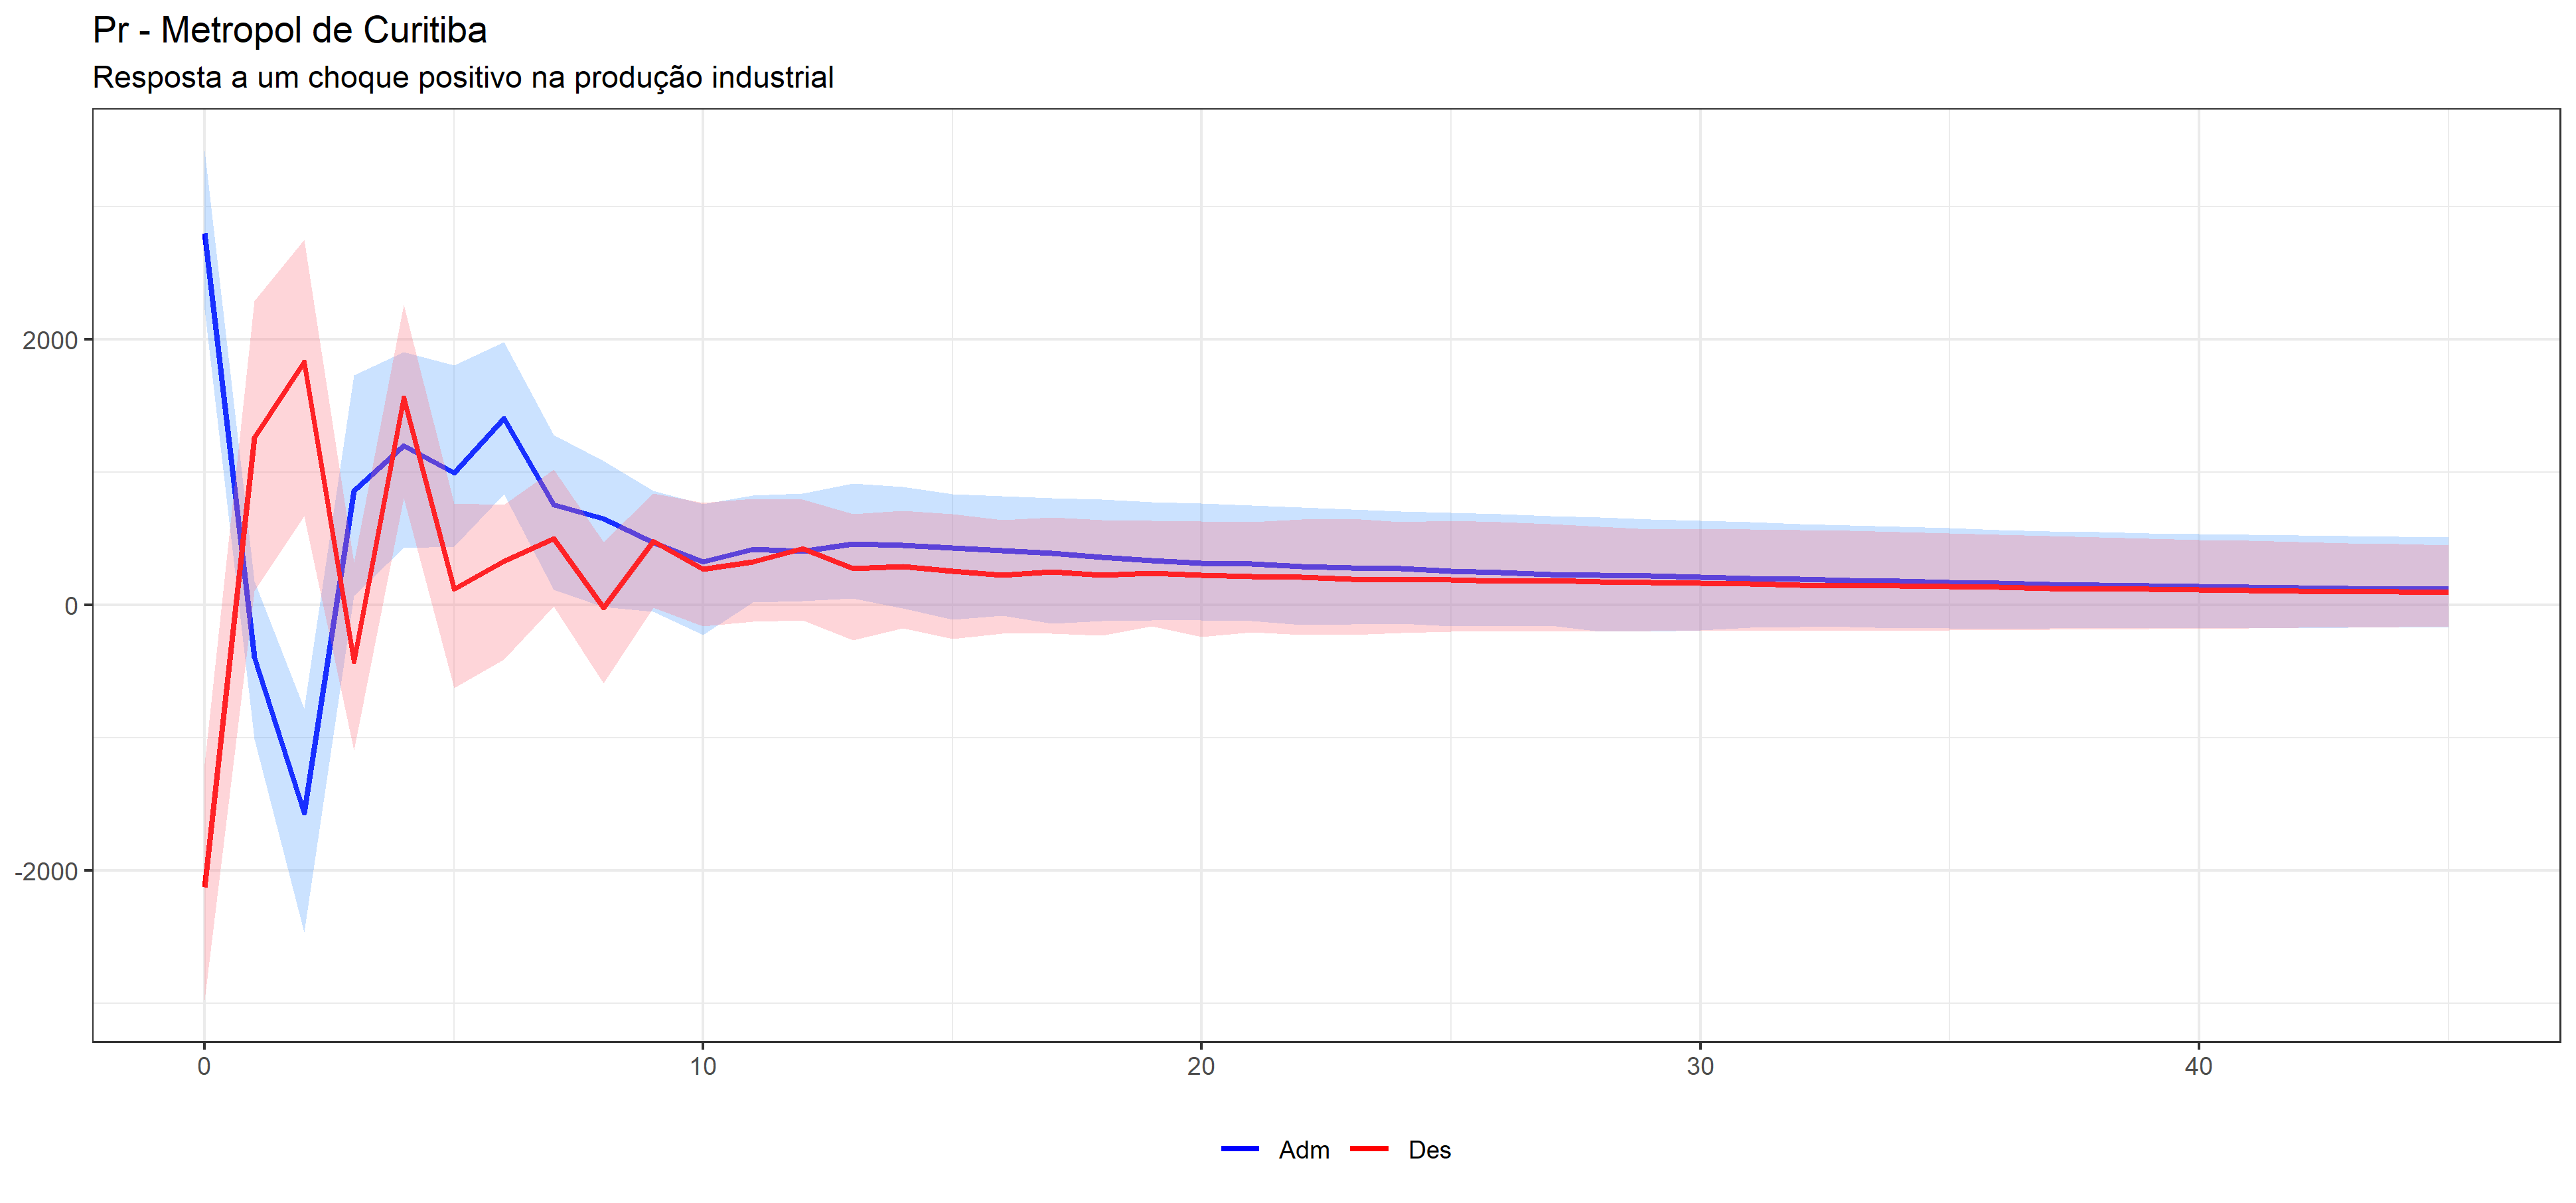 Pr - Metropol de Curitiba
Resposta a um choque positivo na produção industrial
2000
0
-2000
0 10 20 30 40
Adm Des